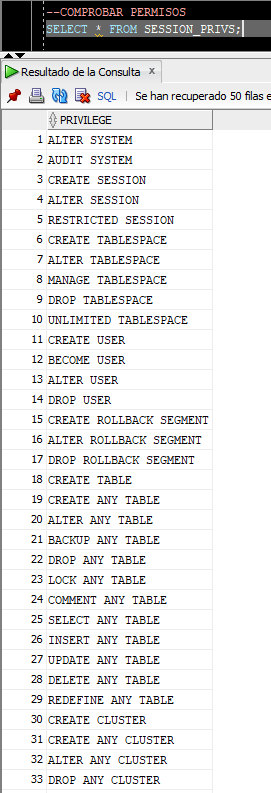 --COMPROBAR PERMISOS
SELECT * FROM SESSION_PRIVS;
Resultado de la Consulta x
SQL | Se han recuperado 50 filas e
PRIVILEGE
1 ALTER SYSTEM
2 AUDIT SYSTEM
3 CREATE SESSION
4 ALTER SESSION
5 RESTRICTED SESSION
6 CREATE TABLESPACE
7 ALTER TABLESPACE
8 MANAGE TABLESPACE
9 DROP TABLESPACE
10 UNLIMITED TABLESPACE
11 CREATE USER
12 BECOME USER
13 ALTER USER
14 DROP USER
15 CREATE ROLLBACK SEGMENT
16 ALTER ROLLBACK SEGMENT
17 DROP ROLLBACK SEGMENT
18 CREATE TABLE
19 CREATE ANY TABLE
20 ALTER ANY TABLE
21 BACKUP ANY TABLE
22 DROP ANY TABLE
23 LOCK ANY TABLE
24 COMMENT ANY TABLE
25 SELECT ANY TABLE
26 INSERT ANY TABLE
27 UPDATE ANY TABLE
28 DELETE ANY TABLE
29 REDEFINE ANY TABLE
30 CREATE CLUSTER
31 CREATE ANY CLUSTER
32 ALTER ANY CLUSTER
33 DROP ANY CLUSTER